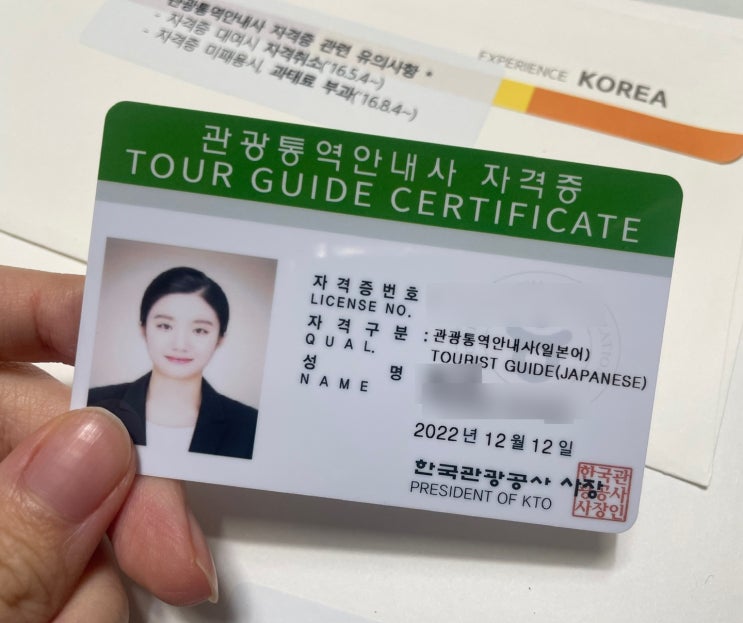 관광통역안내사 자격증 관련 유의사항 *
- 자격증 대여시 자격취소('16.5.4~)
- 자격증 미패용시, 과태료 부과('16.8.4~)
EXPERIENCE KOREA
관광통역안내사 자격증
TOUR GUIDE CERTIFICATE
자격증번호
LICENSE NO.
자격구분 : 관광통역안내사(일본어)
QUAL. TOURIST GUIDE(JAPANESE)
성명
NAME
2022년 12월 12일
한국관광공사 사장
PRESIDENT OF KTO
한국관
광공사
사장인